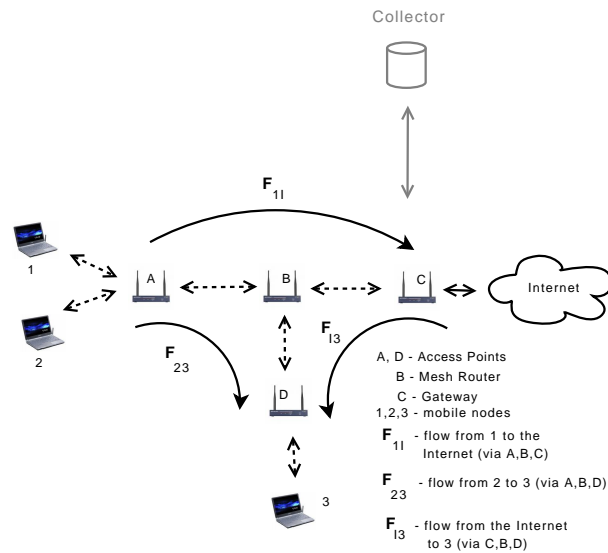 Collector
F1I
1
A
B
C
Internet
2
F23
FI3
D
3
A, D - Access Points
B - Mesh Router
C - Gateway
1,2,3 - mobile nodes
F1I - flow from 1 to the
Internet (via A,B,C)
F23 - flow from 2 to 3 (via A,B,D)
FI3 - flow from the Internet
to 3 (via C,B,D)